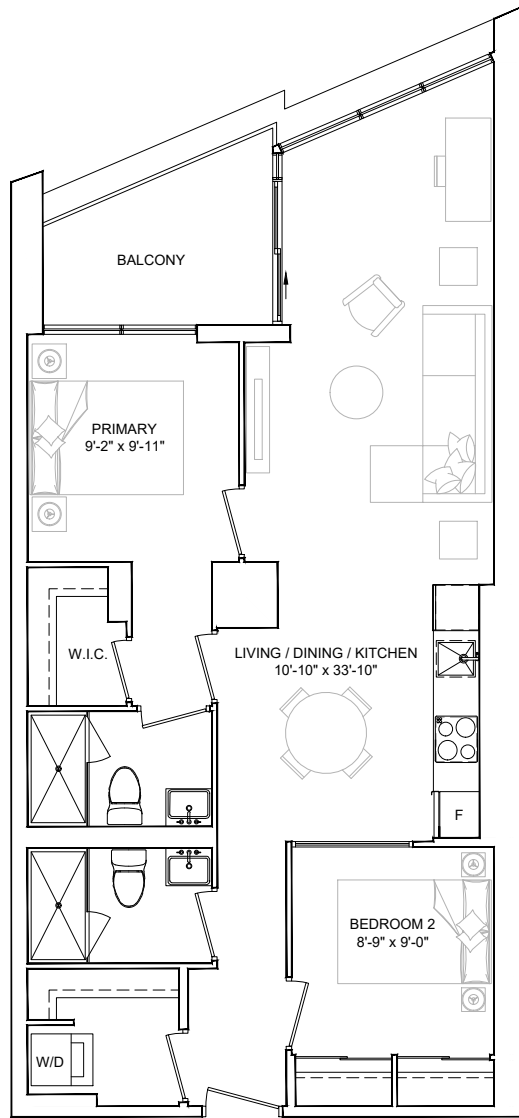 BALCONY
PRIMARY
9'-2" x 9'-11"
W.I.C.
LIVING / DINING / KITCHEN
10'-10" x 33'-10"
F
BEDROOM 2
8'-9" x 9'-0"
W/D